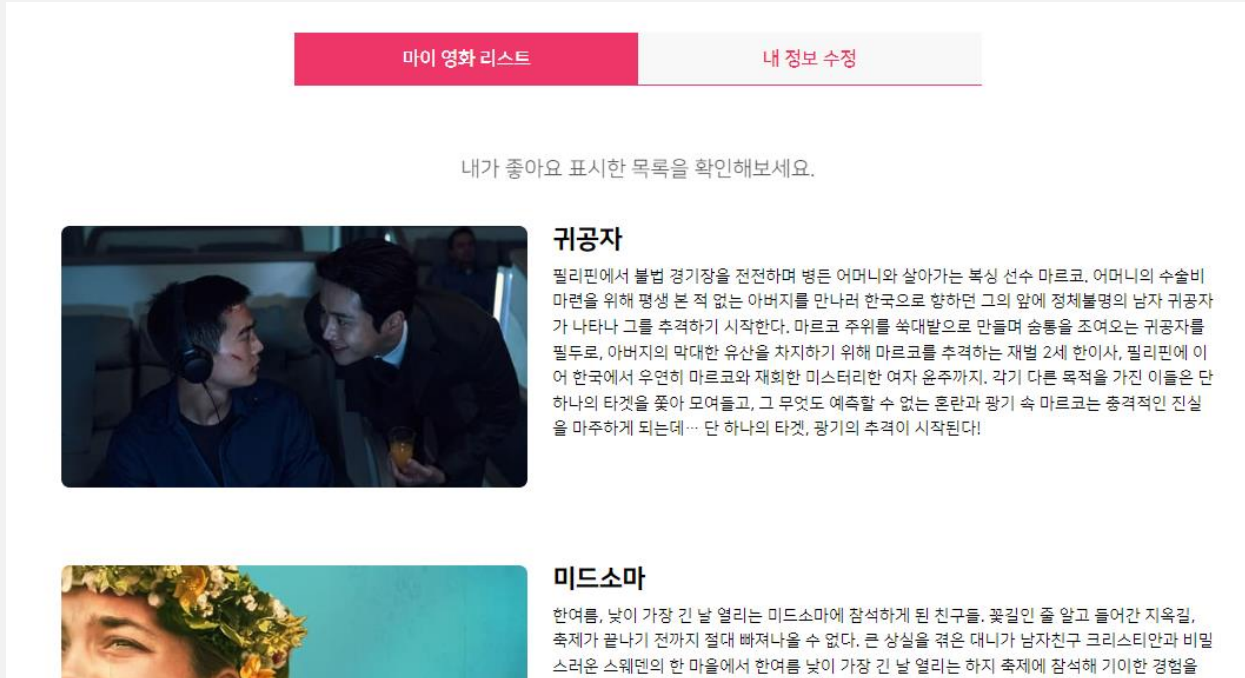 마이 영화 리스트
내 정보 수정
내가 좋아요 표시한 목록을 확인해보세요.
귀공자
필리핀에서 불법 경기장을 전전하며 병든 어머니와 살아가는 복싱 선수 마르코. 어머니의 수술비
마련을 위해 평생 본 적 없는 아버지를 만나러 한국으로 향하던 그의 앞에 정체불명의 남자 귀공자
가 나타나 그를 추격하기 시작한다. 마르코 주위를 쑥대밭으로 만들며 숨통을 조여오는 귀공자를
필두로, 아버지의 막대한 유산을 차지하기 위해 마르코를 추격하는 재벌 2세 한이사, 필리핀에 이
어 한국에서 우연히 마르코와 재회한 미스터리한 여자 윤주까지. 각기 다른 목적을 가진 이들은 단
하나의 타겟을 쫓아 모여들고, 그 무엇도 예측할 수 없는 혼란과 광기 속 마르코는 충격적인 진실
을 마주하게 되는데… 단 하나의 타겟, 광기의 추격이 시작된다!
미드소마
한여름, 낮이 가장 긴 날 열리는 미드소마에 참석하게 된 친구들. 꽃길인 줄 알고 들어간 지옥길,
축제가 끝나기 전까지 절대 빠져나올 수 없다. 큰 상실을 겪은 대니가 남자친구 크리스티안과 비밀
스러운 스웨덴의 한 마을에서 한여름 낮이 가장 긴 날 열리는 하지 축제에 참석해 기이한 경험을